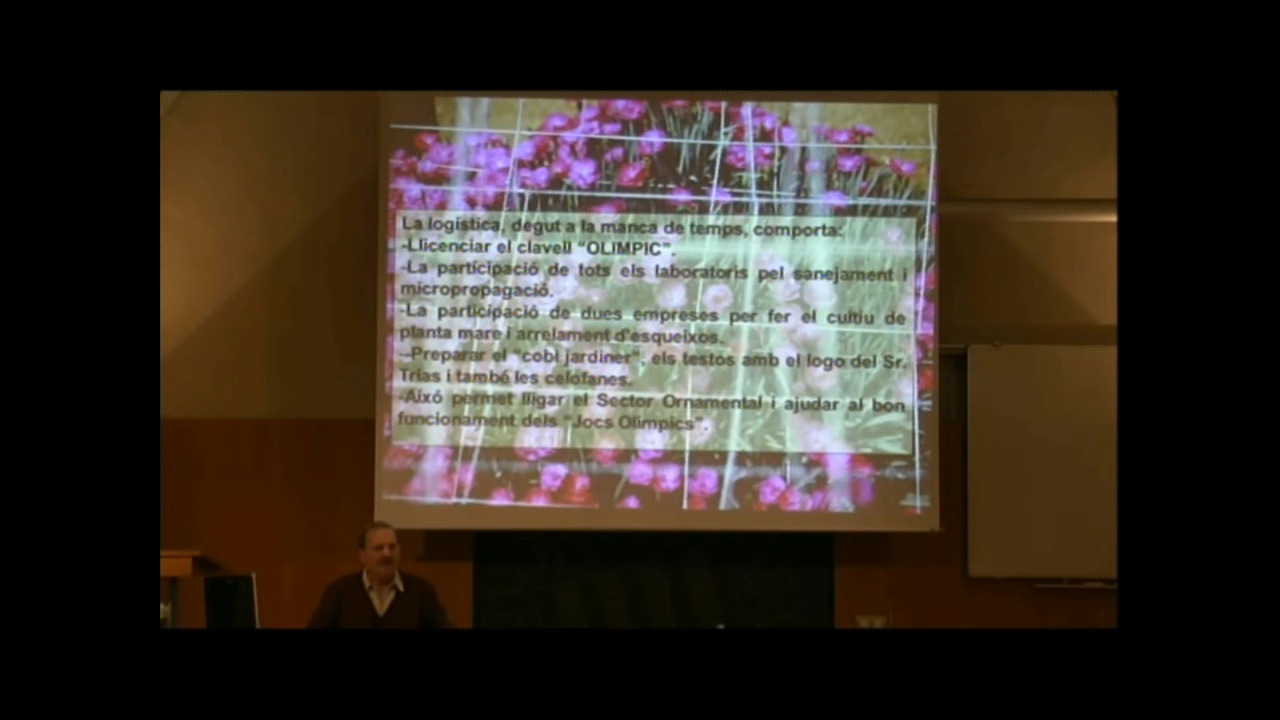 La logística, degut a la manca de temps, comporta:
-Llicenciar el clavell "OLIMPIC".
-La participació de tots els laboratoris pel sanejament i
micropropagació.
-La participació de dues empreses per fer el cultiu de
planta mare i arrelament d'esqueixos.
-Preparar el "cobi jardiner", els testos amb el logo del Sr.
Trias i també les celofanes.
-Aixó permet lligar el Sector Ornamental i ajudar al bon
funcionament dels "Jocs Olimpics".